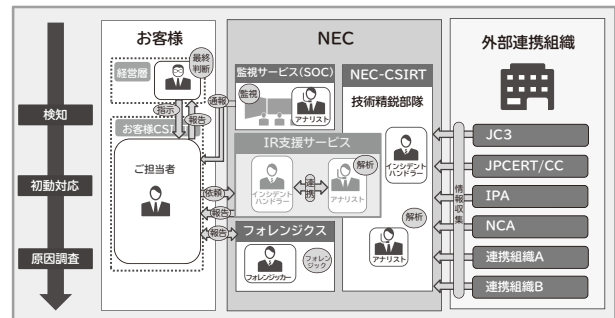 検知
初動対応
原因調査
お客様
経営層
最終
判断
指示
報告
お客様CSI
ご担当者
通報
依頼
報告
報告
NEC
監視サービス(SOC)
監視
アナリスト
IR支援サービス
インシデント
ハンドラー
連携
アナリスト
解析
フォレンジクス
フォレンジッカー
フォレン
ジック
NEC-CSIRT
技術精鋭部隊
インシデント
ハンドラー
解析
アナリスト
外部連携組織
情報収集
JC3
JPCERT/CC
IPA
NCA
連携組織A
連携組織B